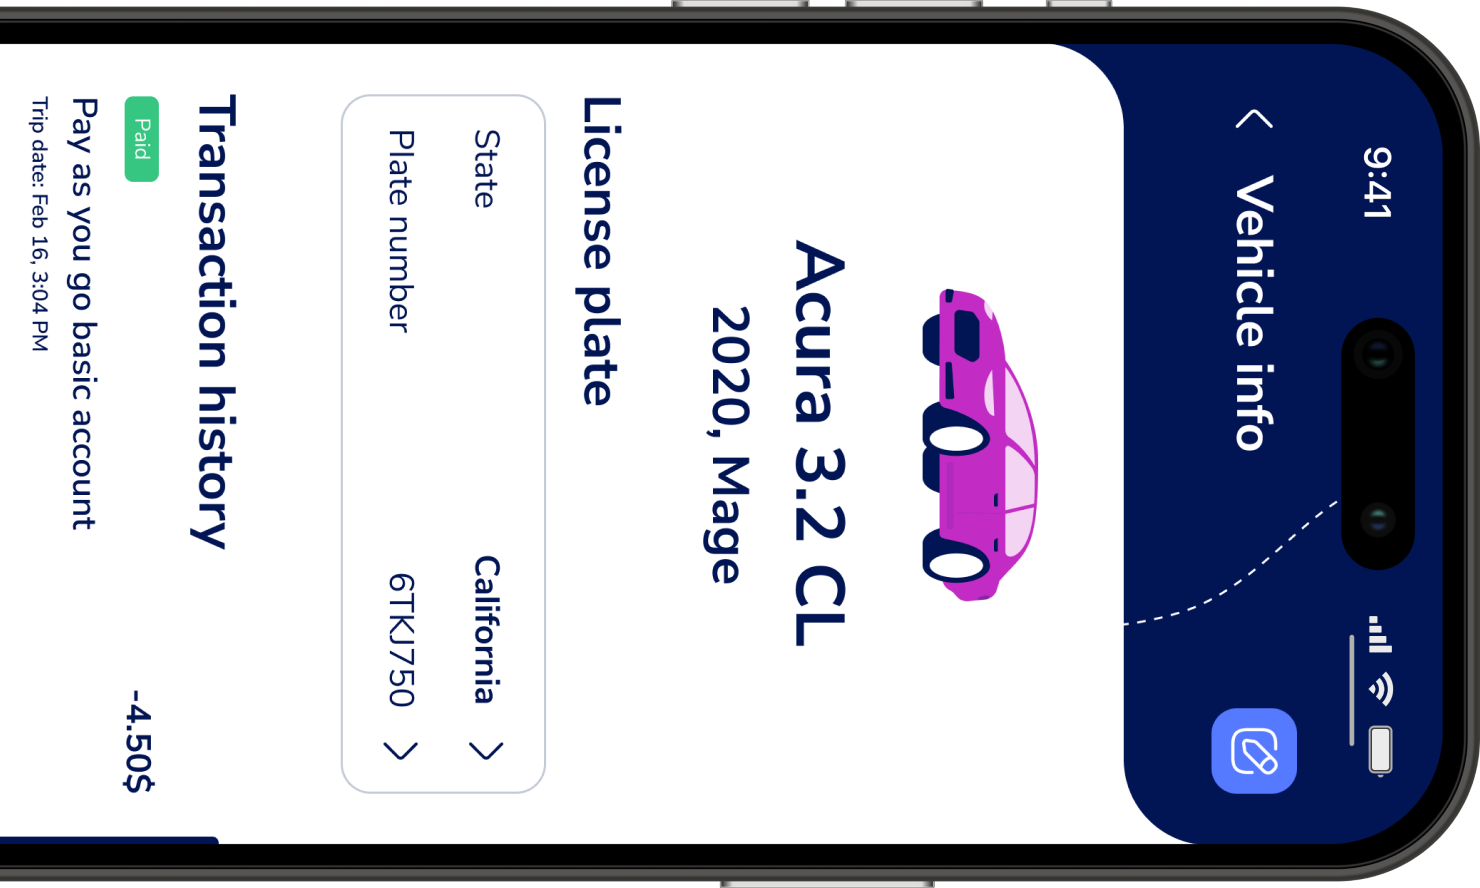 9:41
Vehicle info
Acura 3.2 CL
2020, Mage
License plate
State California
Plate number 6TKJ750
Transaction history
Paid -4.50$
Pay as you go basic account
Trip date: Feb 16, 3:04 PM